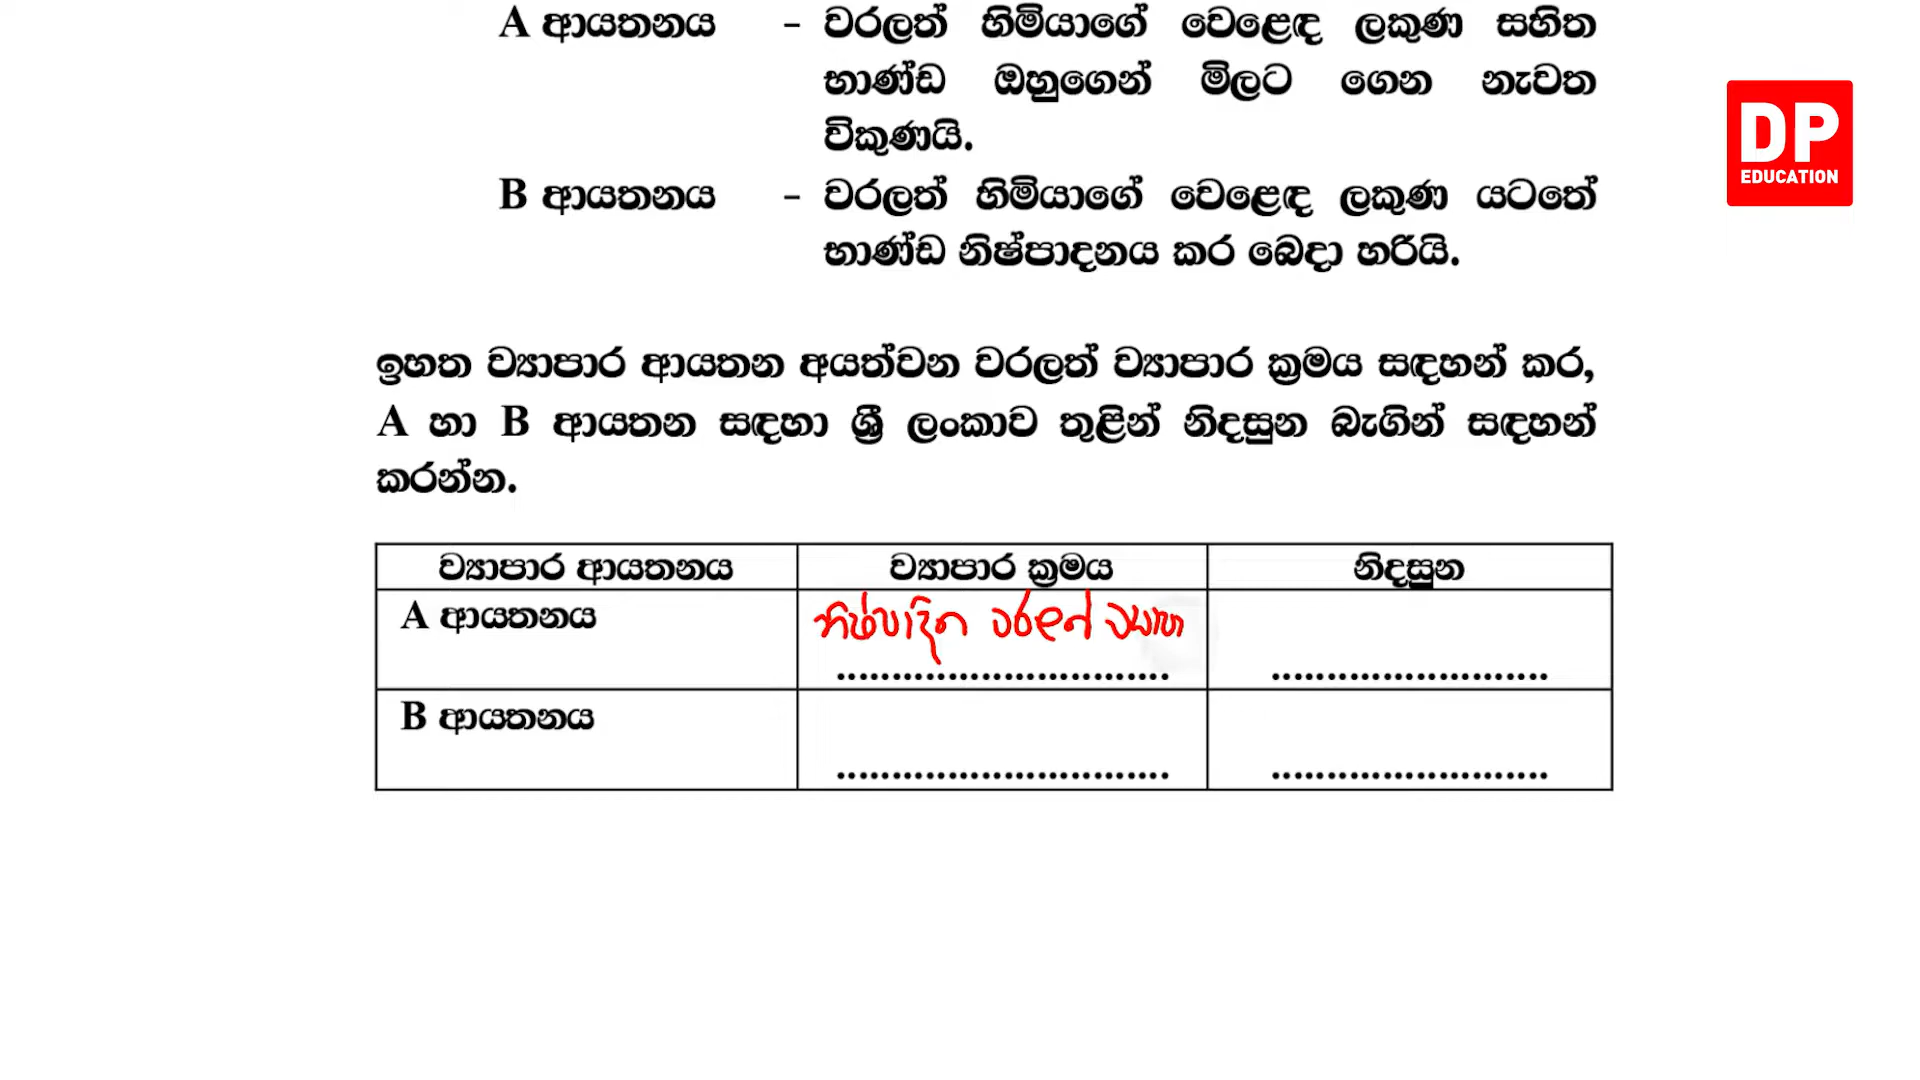 A ආයතනය - වරලත් හිමියාගේ වෙළෙඳ ලකුණ සහිත
භාණ්ඩ ඔහුගෙන් මිලට ගෙන නැවත
විකුණයි.
B ආයතනය - වරලත් හිමියාගේ වෙළෙඳ ලකුණ යටතේ
භාණ්ඩ නිෂ්පාදනය කර බෙදා හරියි.
DP
EDUCATION
ඉහත ව්‍යාපාර ආයතන අයත්වන වරලත් ව්‍යාපාර ක්‍රමය සඳහන් කර,
A හා B ආයතන සඳහා ශ්‍රී ලංකාව තුළින් නිදසුන බැගින් සඳහන්
කරන්න.
ව්‍යාපාර ආයතනය ව්‍යාපාර ක්‍රමය නිදසුන
A ආයතනය නිෂ්පාදිත වරලත්
............................. .........................
B ආයතනය
............................. .........................